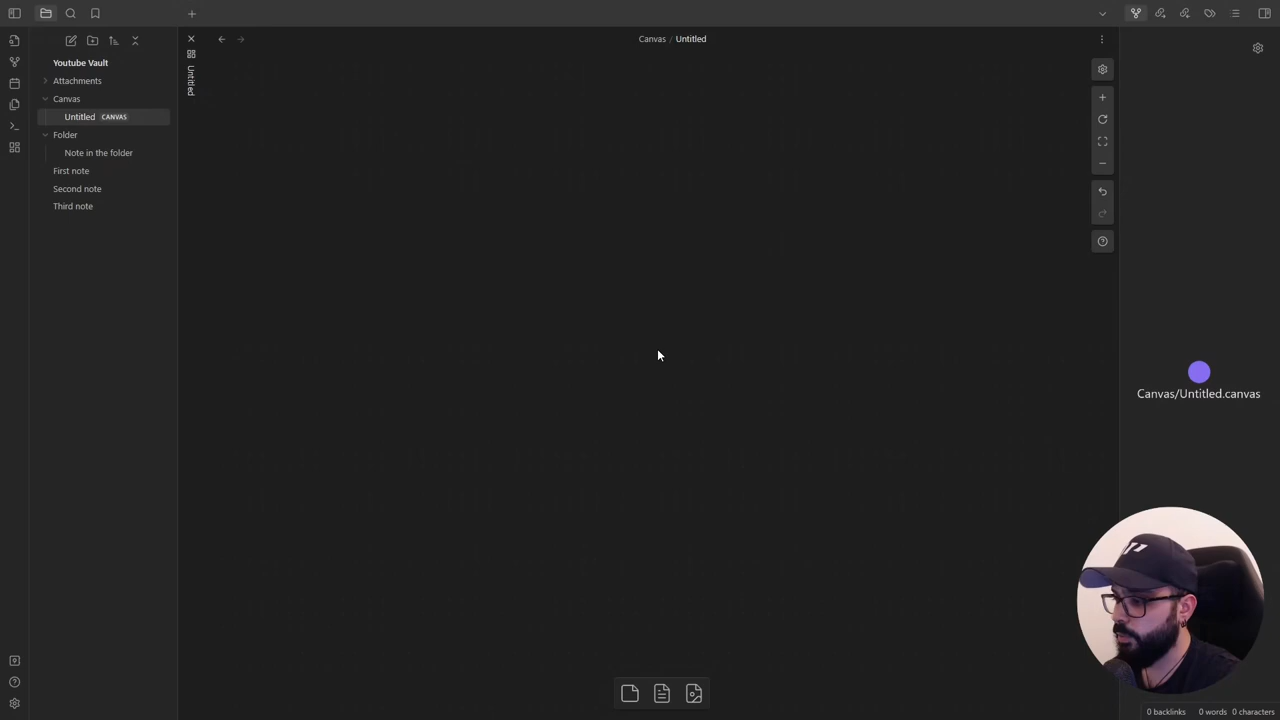 Canvas / Untitled
Untitled
Youtube Vault
Attachments
Canvas
Untitled CANVAS
Folder
Note in the folder
First note
Second note
Third note
Canvas/Untitled.canvas
0 backlinks 0 words 0 characters